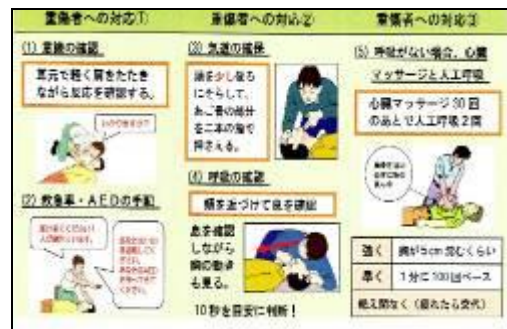 重傷者への対応①
(1) 意識の確認
耳元で軽く肩をたたき
ながら反応を確認する。
(2) 救急車・AEDの手配
重傷者への対応②
(3) 気道の確保
頭を少し後ろ
にそらして、
あご骨の部分
を二本の指で
押さえる。
(4) 呼吸の確認
頬を近づけて息を確認
息を確認
しながら
胸の動き
も見る。
10秒を目安に判断!
重傷者への対応③
(5) 呼吸がない場合、心臓
マッサージと人工呼吸
心臓マッサージ30回
のあとで人工呼吸2回
強く 胸が5cm沈むくらい
早く 1分に100回ペース
絶え間なく(疲れたら交代)